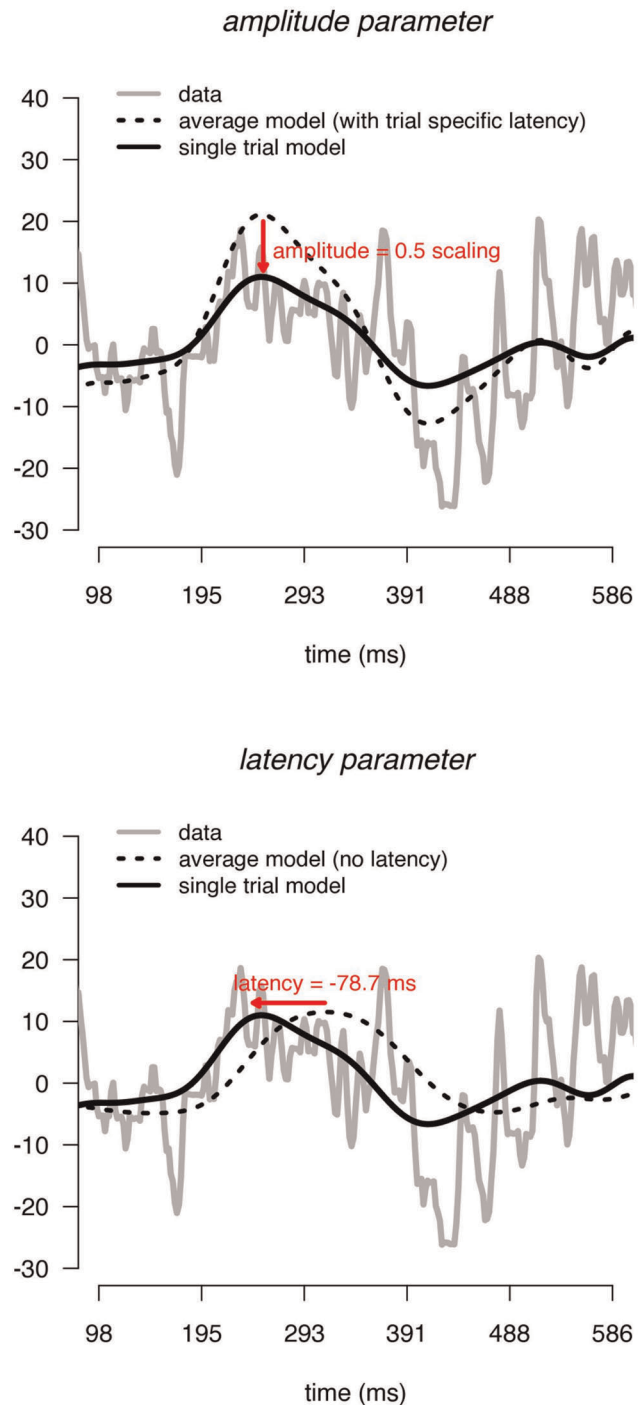 amplitude parameter
data
average model (with trial specific latency)
single trial model
amplitude = 0.5 scaling
40
30
20
10
0
-10
-20
-30
98 195 293 391 488 586
time (ms)
latency parameter
data
average model (no latency)
single trial model
latency = -78.7 ms
40
30
20
10
0
-10
-20
-30
98 195 293 391 488 586
time (ms)